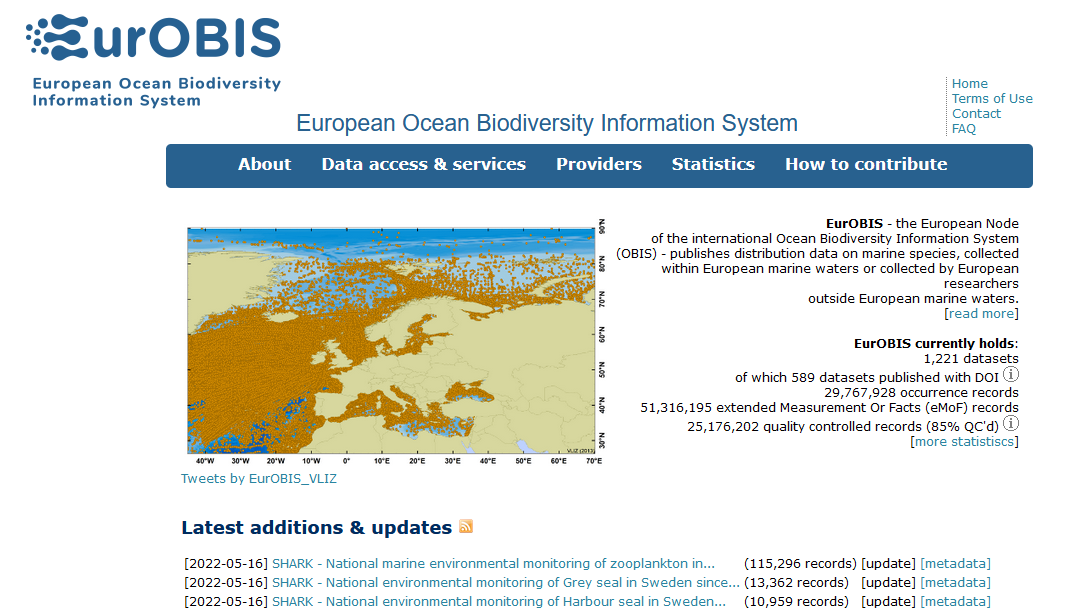 EurOBIS
European Ocean Biodiversity
Information System
Home
Terms of Use
Contact
FAQ
European Ocean Biodiversity Information System
About Data access & services Providers Statistics How to contribute
90°N
80°N
70°N
60°N
50°N
40°N
30°N
40°W 30°W 20°W 10°W 0° 10°E 20°E 30°E 40°E 50°E 60°E 70°E
VLIZ (2013)
Tweets by EurOBIS_VLIZ
EurOBIS - the European Node
of the international Ocean Biodiversity Information System
(OBIS) - publishes distribution data on marine species, collected
within European marine waters or collected by European
researchers
outside European marine waters.
[read more]
EurOBIS currently holds:
1,221 datasets
of which 589 datasets published with DOI
29,767,928 occurrence records
51,316,195 extended Measurement Or Facts (eMoF) records
25,176,202 quality controlled records (85% QC'd)
[more statistiscs]
Latest additions & updates
[2022-05-16] SHARK - National marine environmental monitoring of zooplankton in... (115,296 records) [update] [metadata]
[2022-05-16] SHARK - National environmental monitoring of Grey seal in Sweden since... (13,362 records) [update] [metadata]
[2022-05-16] SHARK - National environmental monitoring of Harbour seal in Sweden... (10,959 records) [update] [metadata]